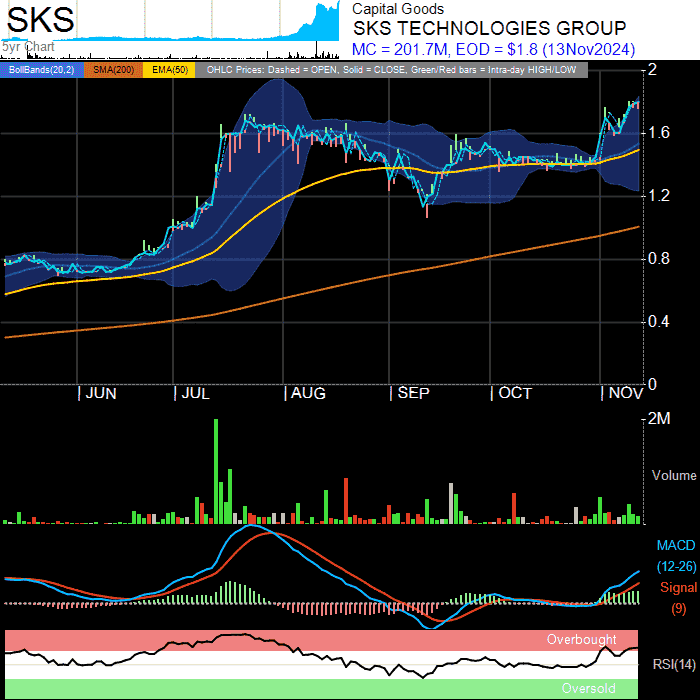 SKS
5yr Chart
Capital Goods
SKS TECHNOLOGIES GROUP
MC = 201.7M, EOD = $1.8 (13Nov2024)
BollBands(20,2) SMA(200) EMA(50) OHLC Prices: Dashed = OPEN, Solid = CLOSE, Green/Red bars = Intra-day HIGH/LOW
2
1.6
1.2
0.8
0.4
0
| JUN | JUL | AUG | SEP | OCT | NOV
2M
Volume
MACD
(12-26)
Signal
(9)
Overbought
RSI(14)
Oversold